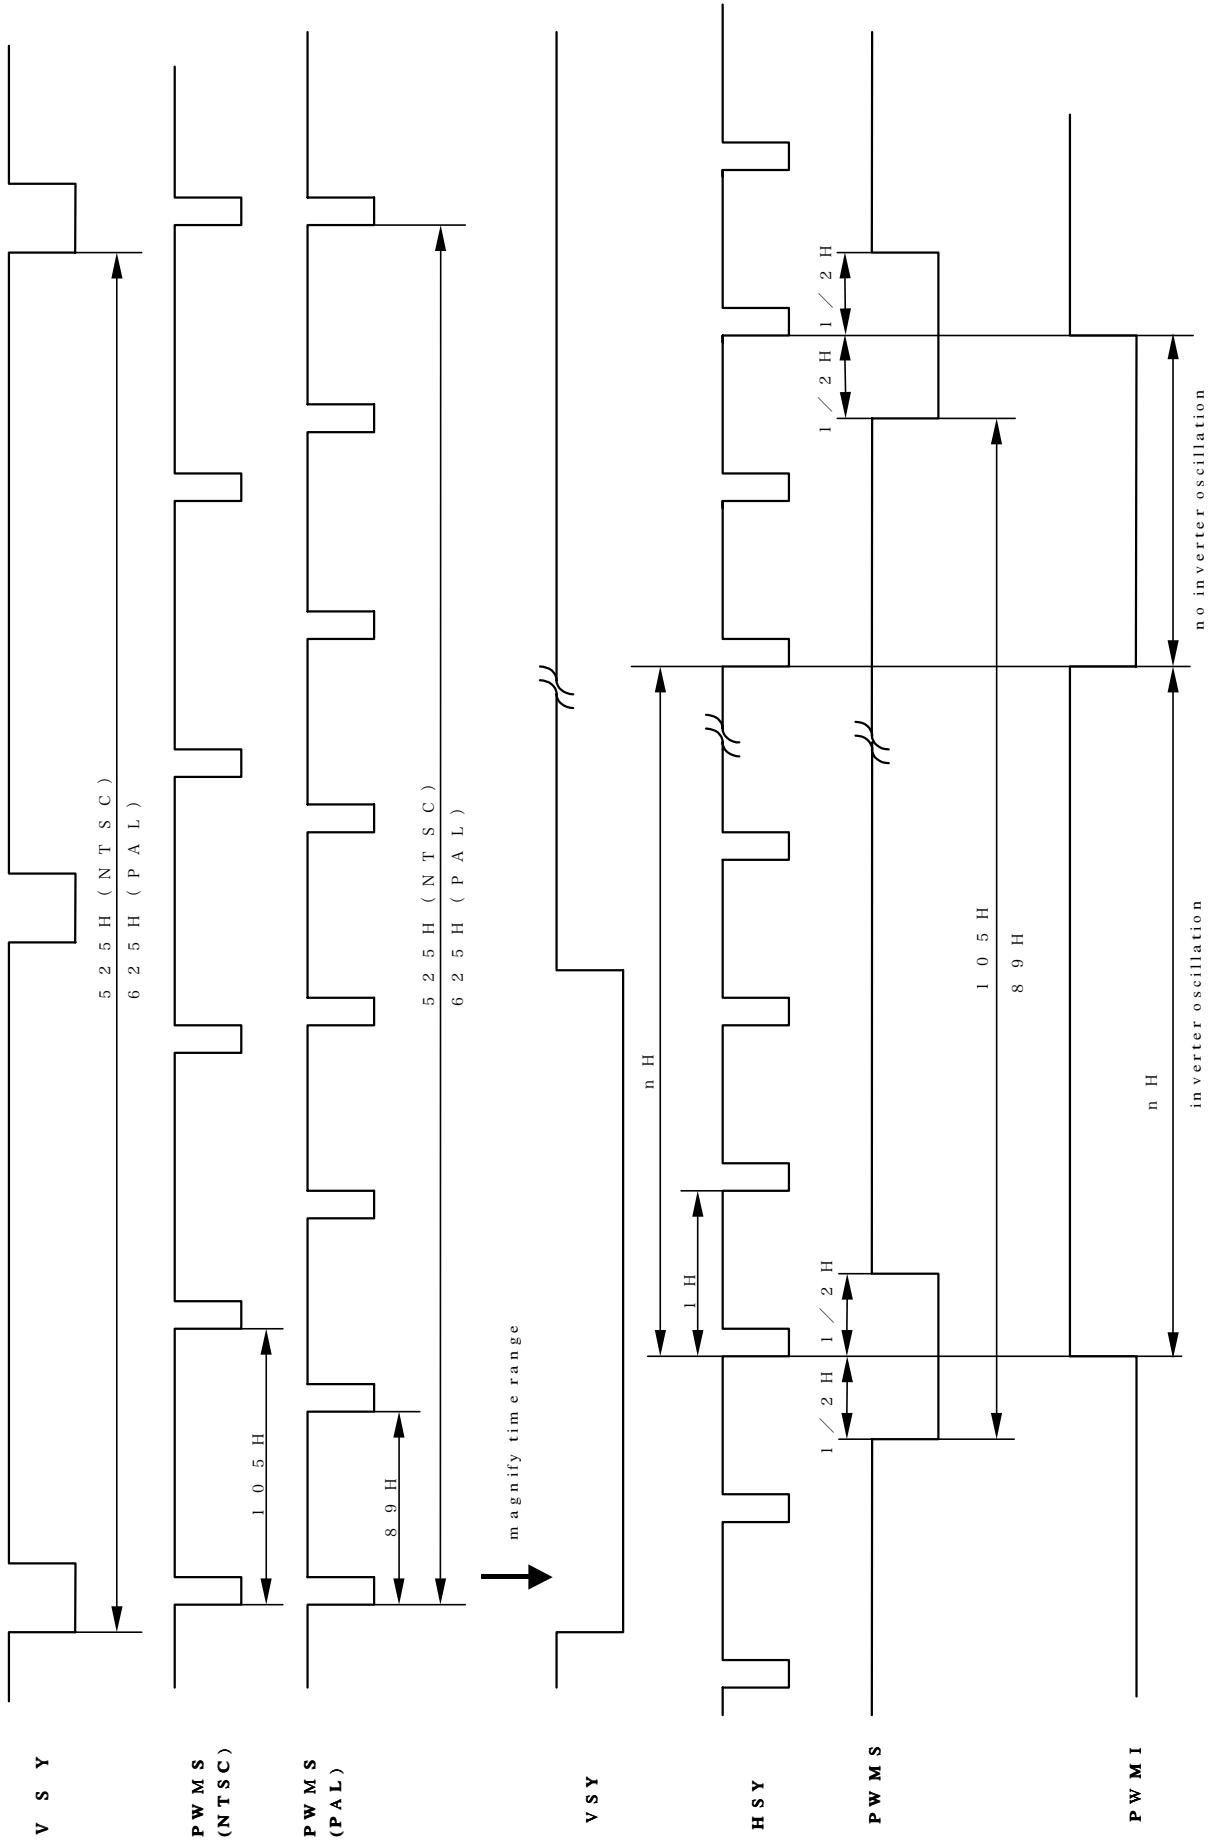 V S Y
525H (NTSC)
625H (PAL)
PWMS
(NTSC)
105H
PWMS
(PAL)
89H
525H (NTSC)
625H (PAL)
magnify time range
VSY
nH
HSY
1H
PWMS
1/2H
1/2H
1/2H
1/2H
105H
89H
PWMI
nH
inverter oscillation
no inverter oscillation